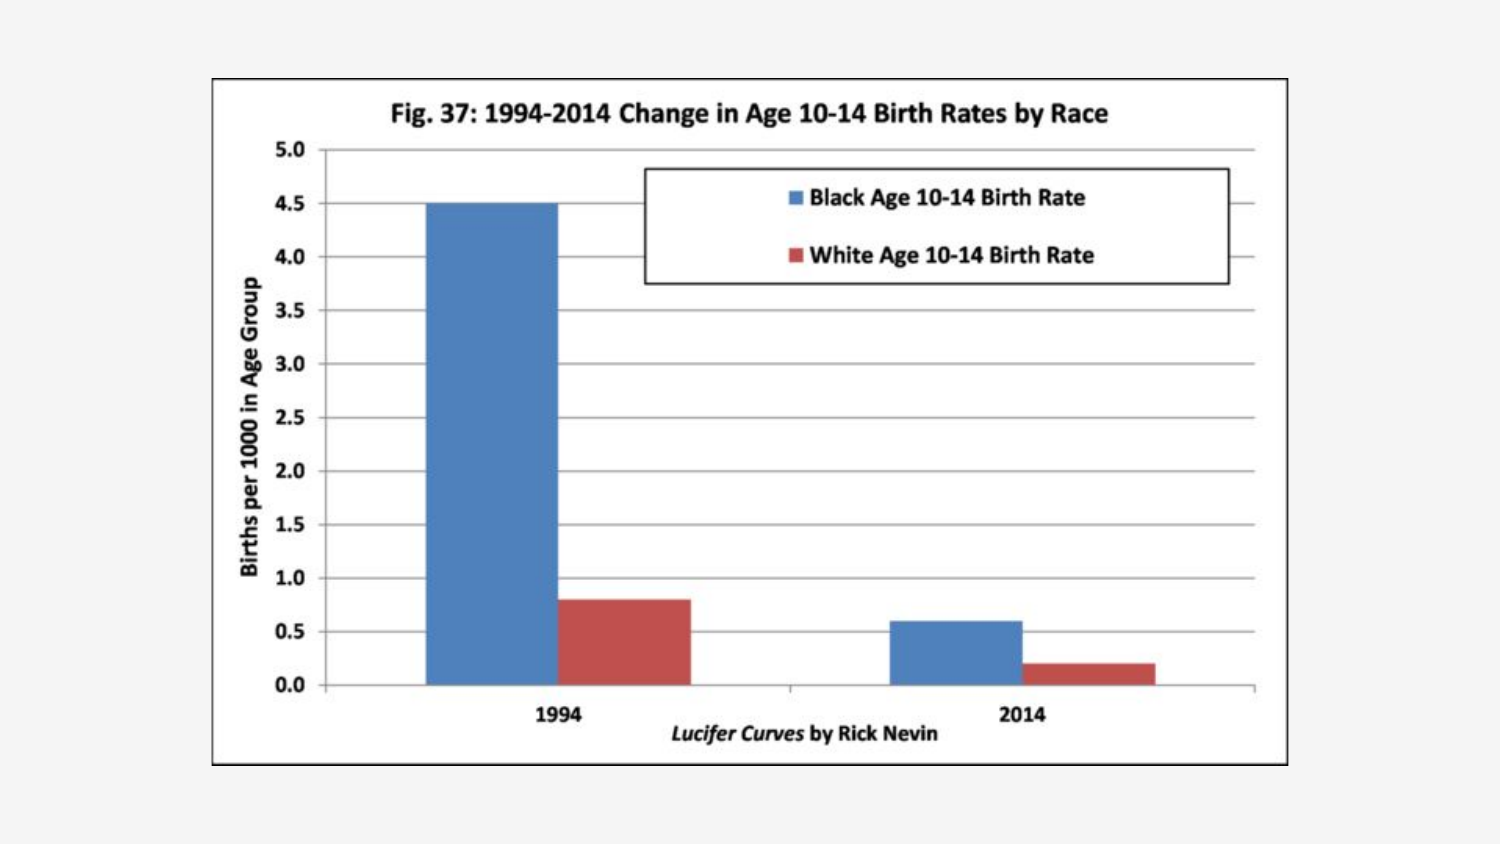 Fig. 37: 1994-2014 Change in Age 10-14 Birth Rates by Race
5.0
4.5
4.0
3.5
3.0
2.5
2.0
1.5
1.0
0.5
0.0
Births per 1000 in Age Group
Black Age 10-14 Birth Rate
White Age 10-14 Birth Rate
1994
2014
Lucifer Curves by Rick Nevin